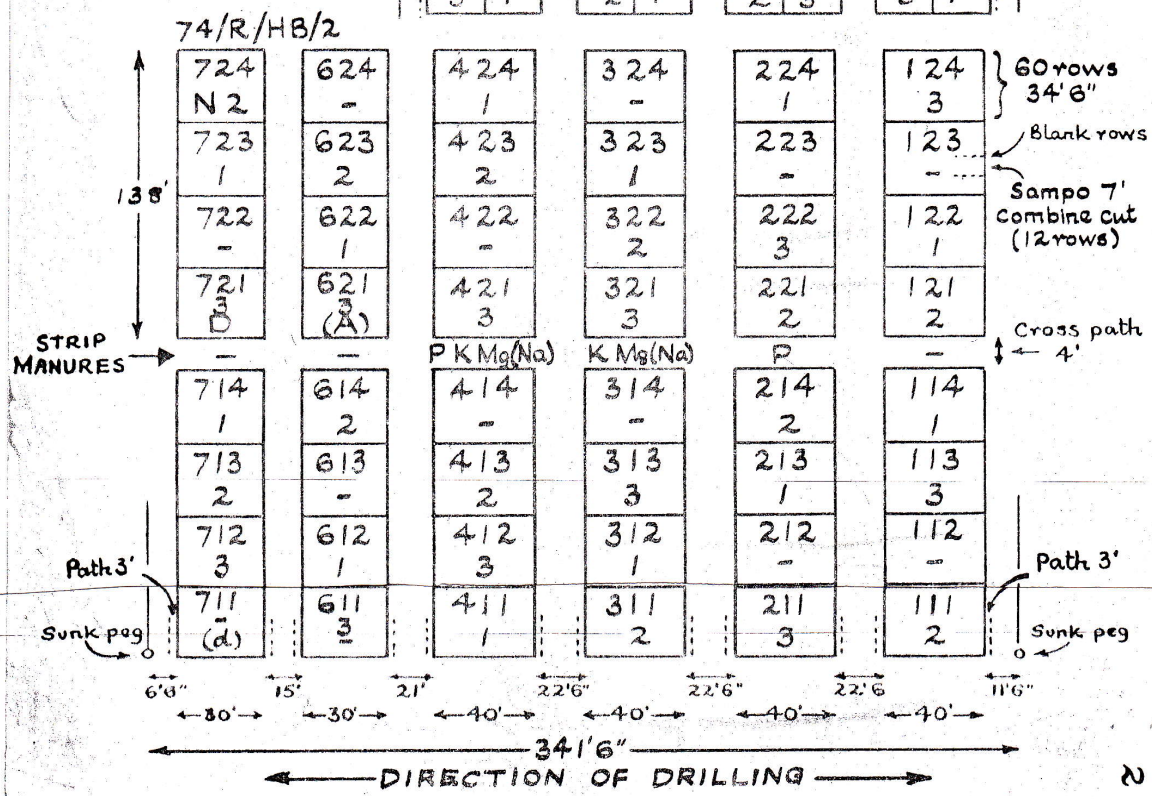 74/R/HB/2
724 624 424 324 224 124 60 rows
N2 - 1 - 1 3 34'6"
723 623 423 323 223 123 Blank rows
1 2 2 1 - -
138'
Sampo 7'
Combine cut
(12 rows)
722 622 422 322 222 122
- 1 - 2 3 1
721 621 421 321 221 121
3 3 3 3 2 2
D (A)
Cross path
4'
STRIP
MANURES
- - PKMg(Na) KMg(Na) P -
714 614 414 314 214 114
1 2 - - 2 1
713 613 413 313 213 113
2 - 2 3 1 3
712 612 412 312 212 112
3 1 3 1 - -
Path 3' Path 3'
711 611 411 311 211 111
- 3 1 2 3 2
(d)
Sunk peg Sunk peg
6'6" 15' 21' 22'6" 22'6" 22'6 11'6"
30' 30' 40' 40' 40' 40'
341'6"
DIRECTION OF DRILLING
2